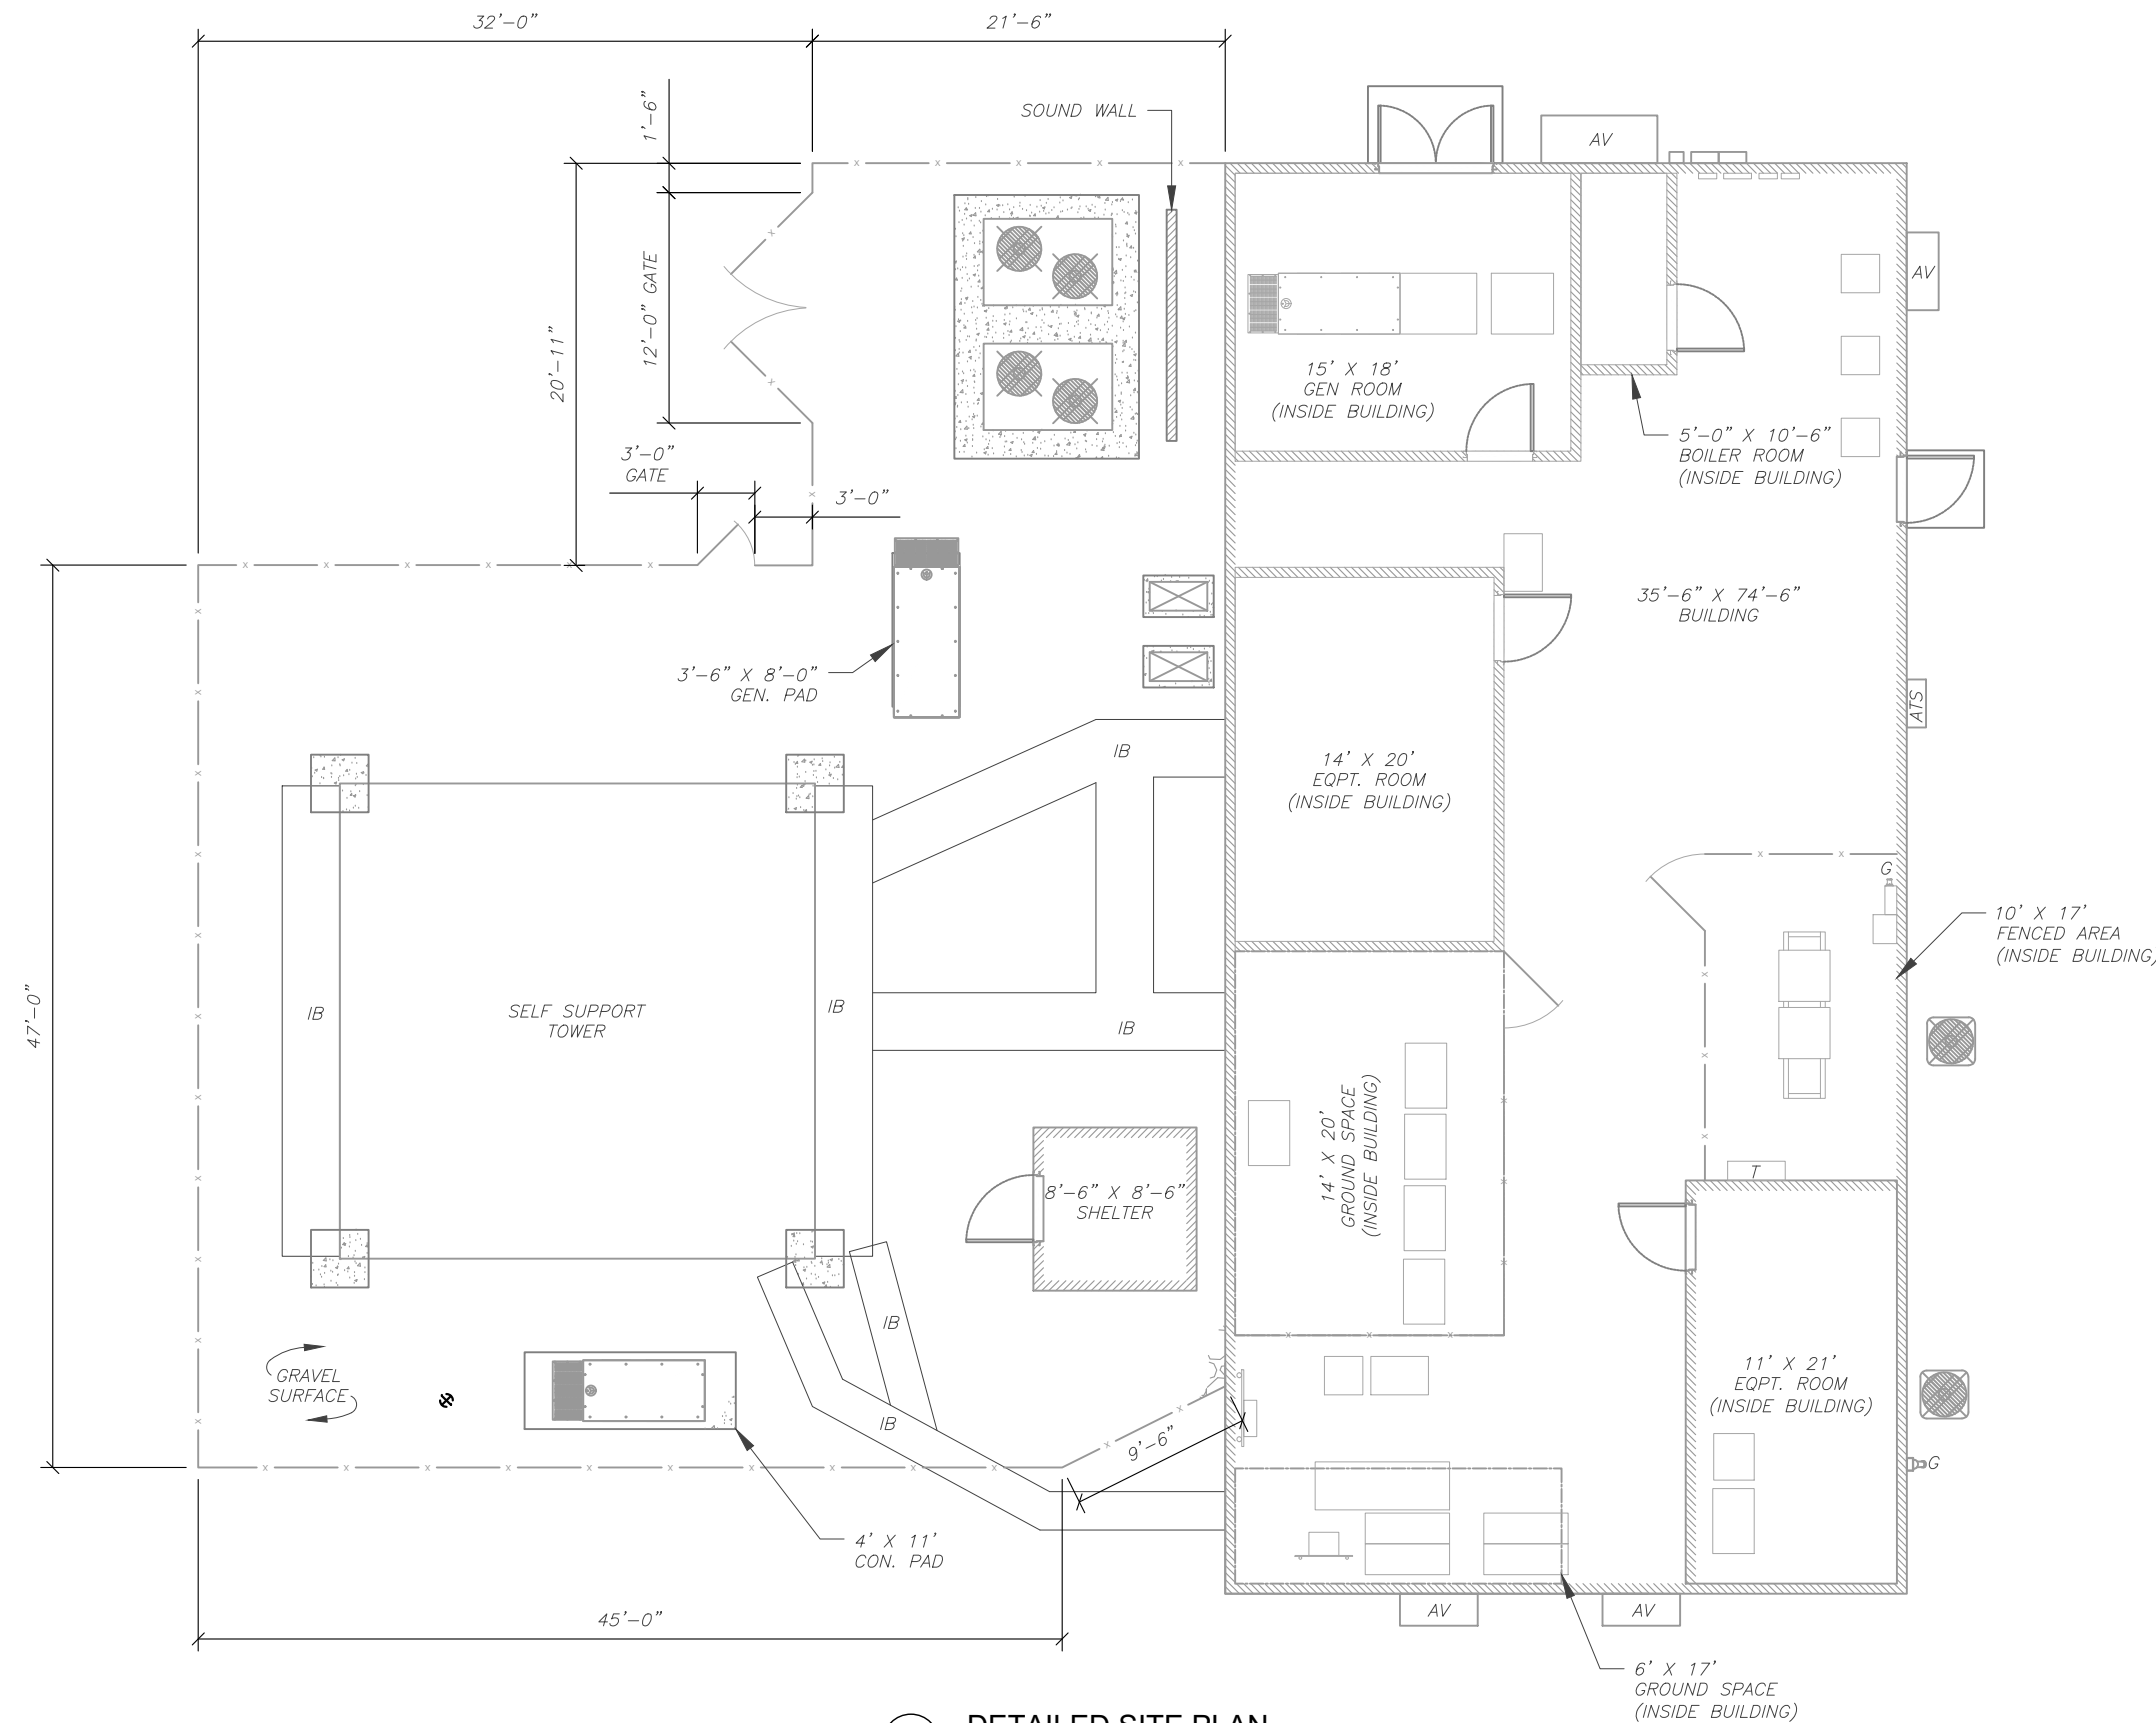 32'-0"
21'-6"
1'-6"
SOUND WALL
AV
AV
12'-0" GATE
20'-11"
15' X 18'
GEN ROOM
(INSIDE BUILDING)
5'-0" X 10'-6"
BOILER ROOM
(INSIDE BUILDING)
3'-0"
GATE
3'-0"
35'-6" X 74'-6"
BUILDING
3'-6" X 8'-0"
GEN. PAD
ATS
IB
14' X 20'
EQPT. ROOM
(INSIDE BUILDING)
G
10' X 17'
FENCED AREA
(INSIDE BUILDING)
47'-0"
IB
SELF SUPPORT
TOWER
IB
IB
14' X 20'
GROUND SPACE
(INSIDE BUILDING)
T
8'-6" X 8'-6"
SHELTER
IB
GRAVEL
SURFACE
IB
9'-6"
11' X 21'
EQPT. ROOM
(INSIDE BUILDING)
G
4' X 11'
CON. PAD
45'-0"
AV
AV
6' X 17'
GROUND SPACE
(INSIDE BUILDING)
DETAILED SITE PLAN